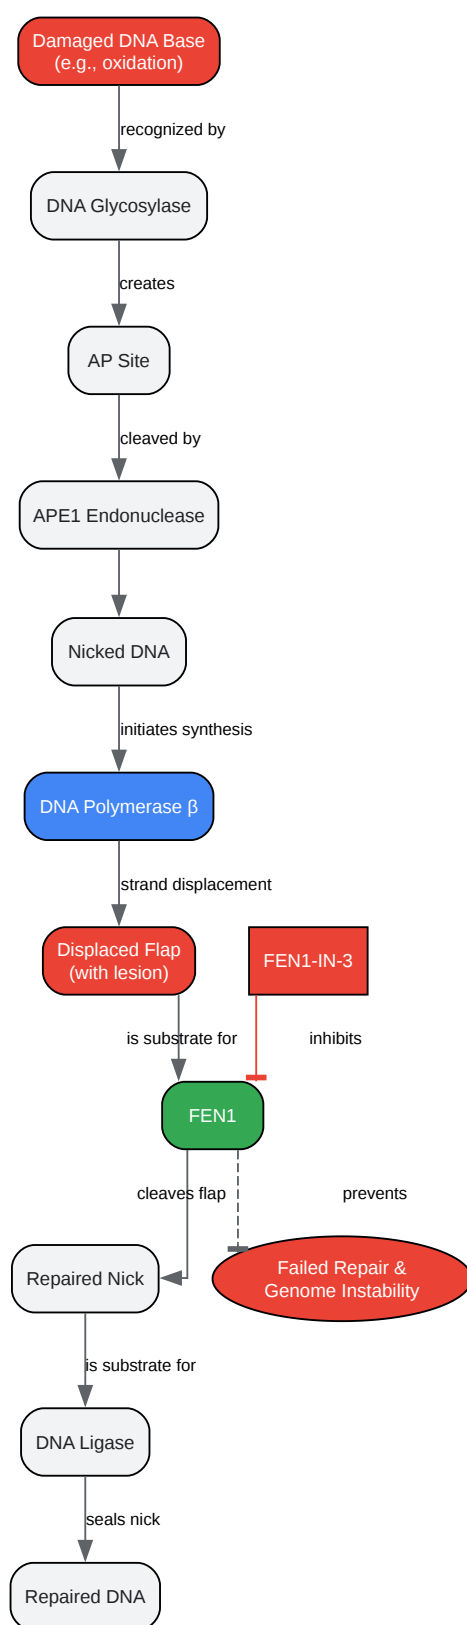 Damaged DNA Base
(e.g., oxidation)
recognized by
DNA Glycosylase
creates
AP Site
cleaved by
APE1 Endonuclease
Nicked DNA
initiates synthesis
DNA Polymerase β
strand displacement
Displaced Flap
(with lesion)
FEN1-IN-3
is substrate for
inhibits
FEN1
cleaves flap
prevents
Repaired Nick
Failed Repair &
Genome Instability
is substrate for
DNA Ligase
seals nick
Repaired DNA